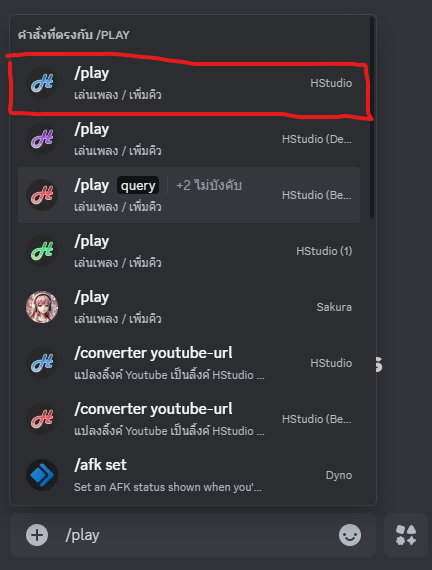 คำสั่งที่ตรงกับ /PLAY
/play
HStudio
เล่นเพลง / เพิ่มคิว
/play
HStudio (De...
เล่นเพลง / เพิ่มคิว
/play query +2 ไม่บังคับ
HStudio (Be...
เล่นเพลง / เพิ่มคิว
/play
HStudio (1)
เล่นเพลง / เพิ่มคิว
/play
Sakura
เล่นเพลง / เพิ่มคิว
/converter youtube-url
HStudio
แปลงลิ้งค์ Youtube เป็นลิ้งค์ HStudio ...
/converter youtube-url
HStudio (Be...
แปลงลิ้งค์ Youtube เป็นลิ้งค์ HStudio ...
/afk set
Dyno
Set an AFK status shown when you'...
/play